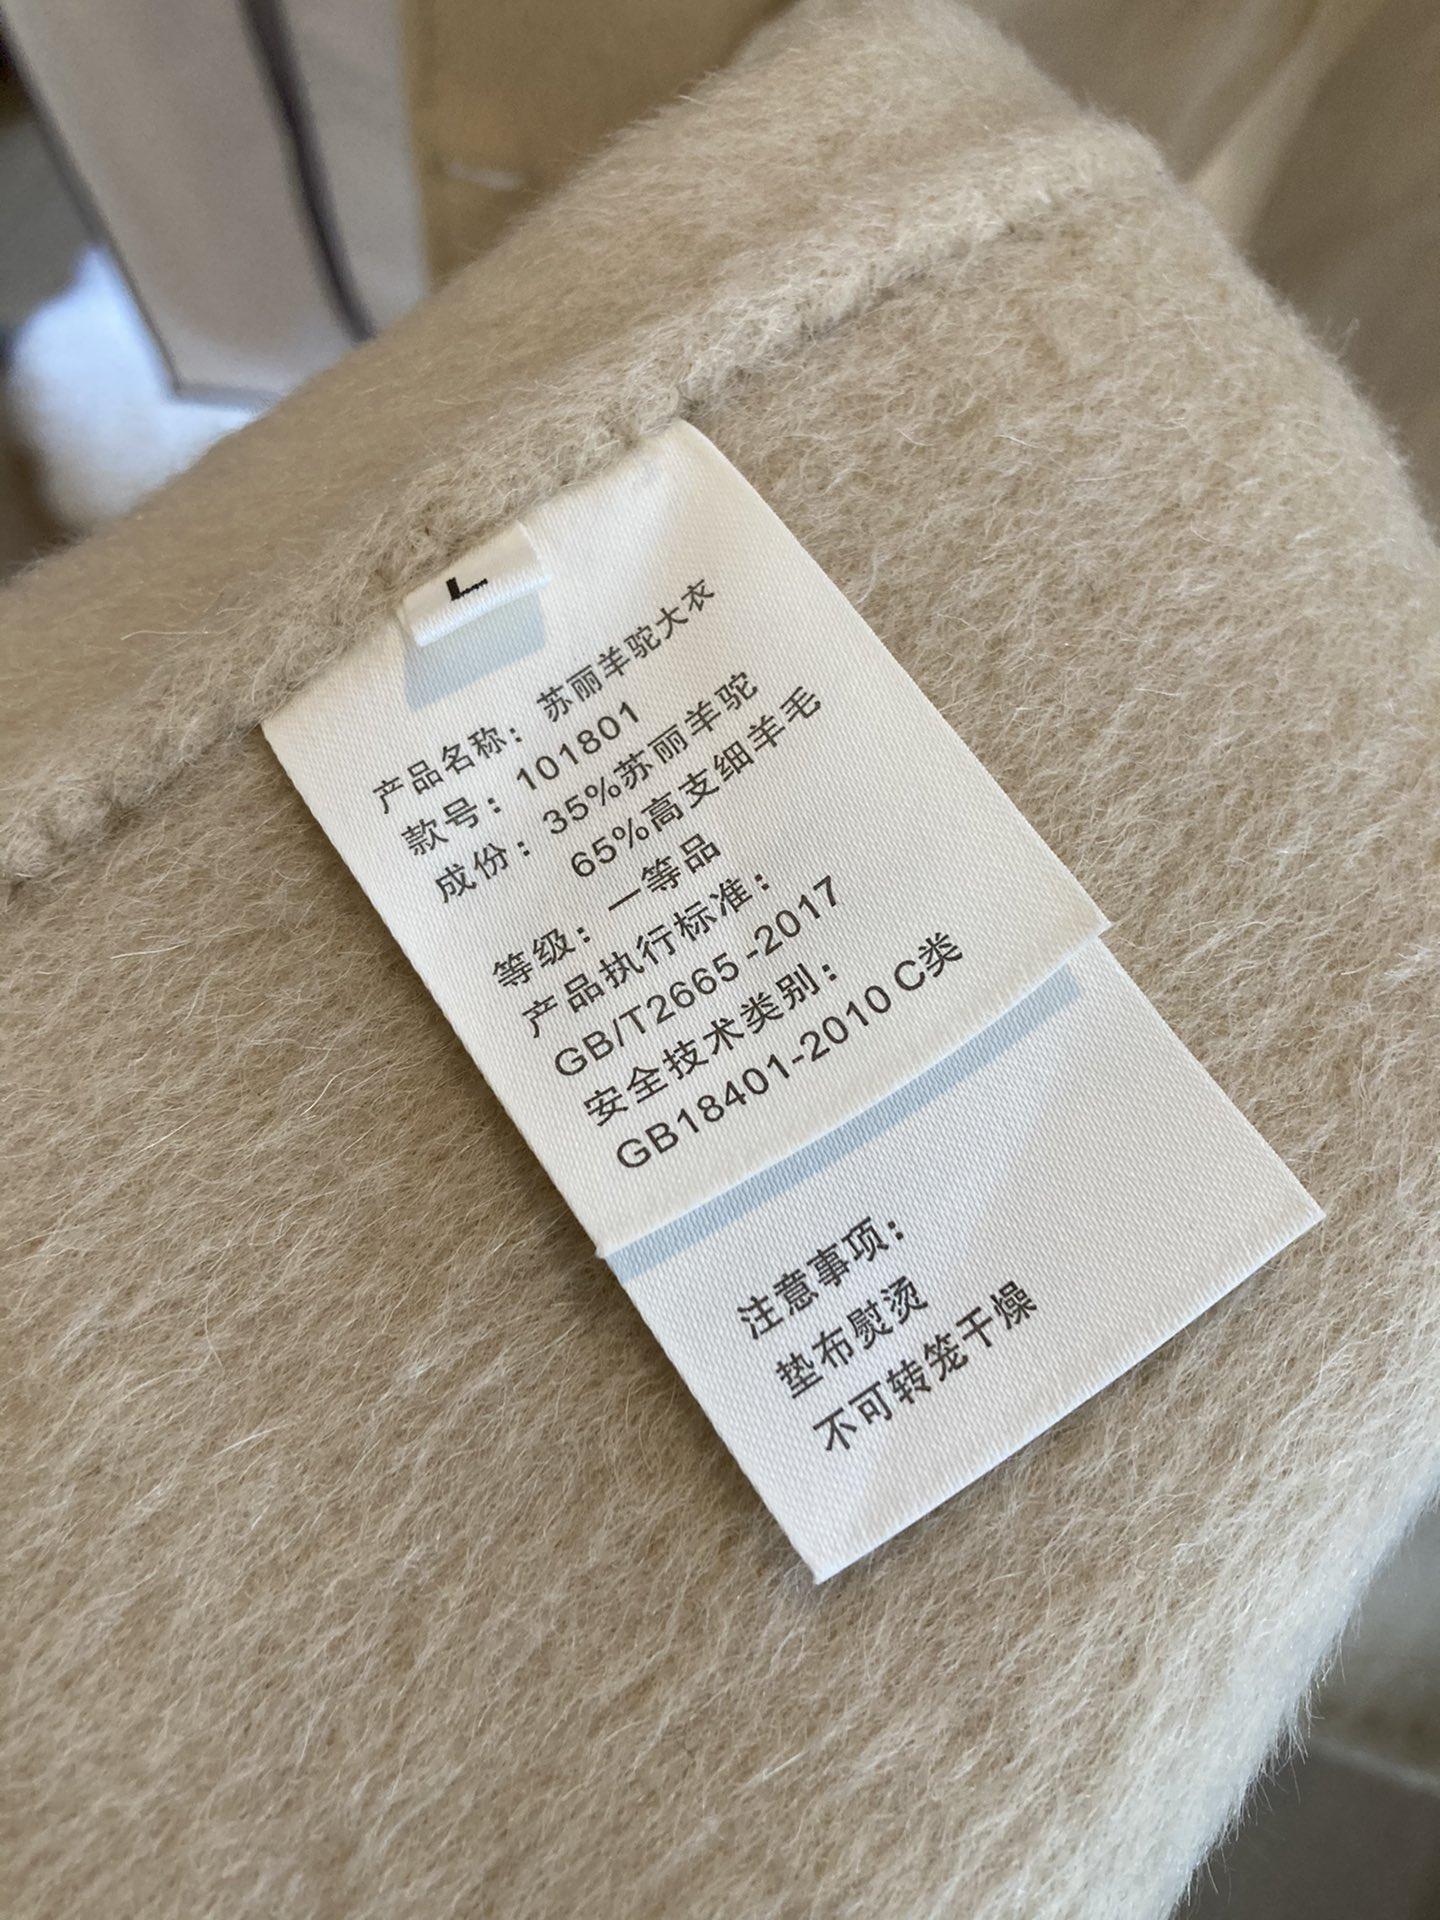 L
产品名称：苏丽羊驼大衣
款号：101801
成份：35%苏丽羊驼
65%高支细羊毛
等级：一等品
产品执行标准：
GB/T2665-2017
安全技术类别：
GB18401-2010 C类
注意事项：
垫布熨烫
不可转笼干燥